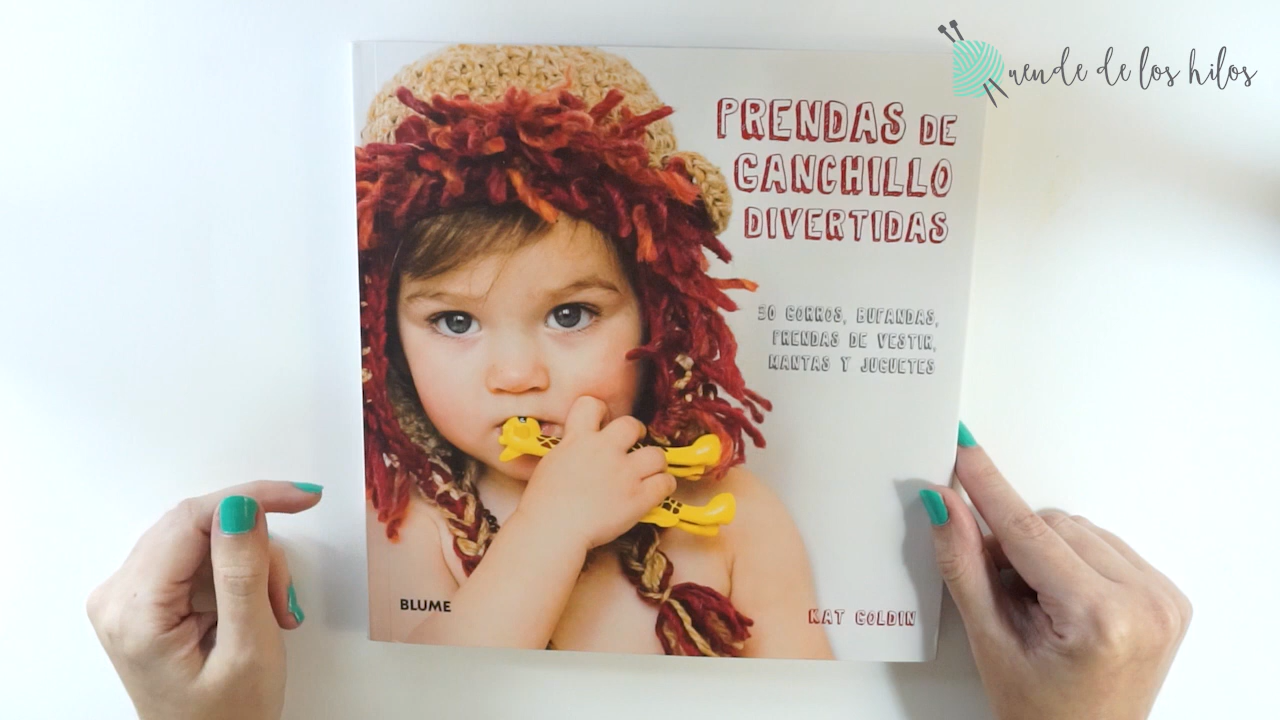 PRENDAS DE
GANCHILLO
DIVERTIDAS
30 GORROS, BUFANDAS,
PRENDAS DE VESTIR,
MANTAS Y JUGUETES
BLUME
KAT GOLDIN
uende de los hilos